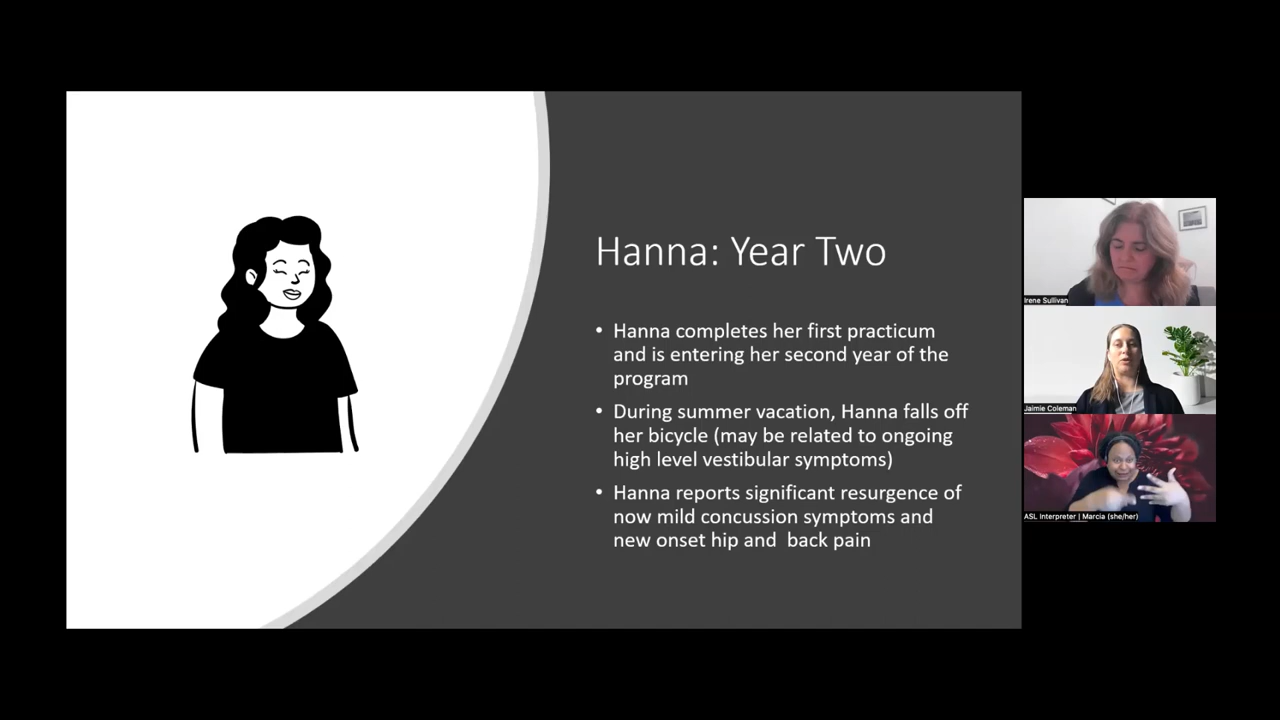 Hanna: Year Two
• Hanna completes her first practicum
and is entering her second year of the
program
• During summer vacation, Hanna falls off
her bicycle (may be related to ongoing
high level vestibular symptoms)
• Hanna reports significant resurgence of
now mild concussion symptoms and
new onset hip and  back pain
Irene Sullivan
Jaimie Coleman
ASL Interpreter | Marcia (she/her)